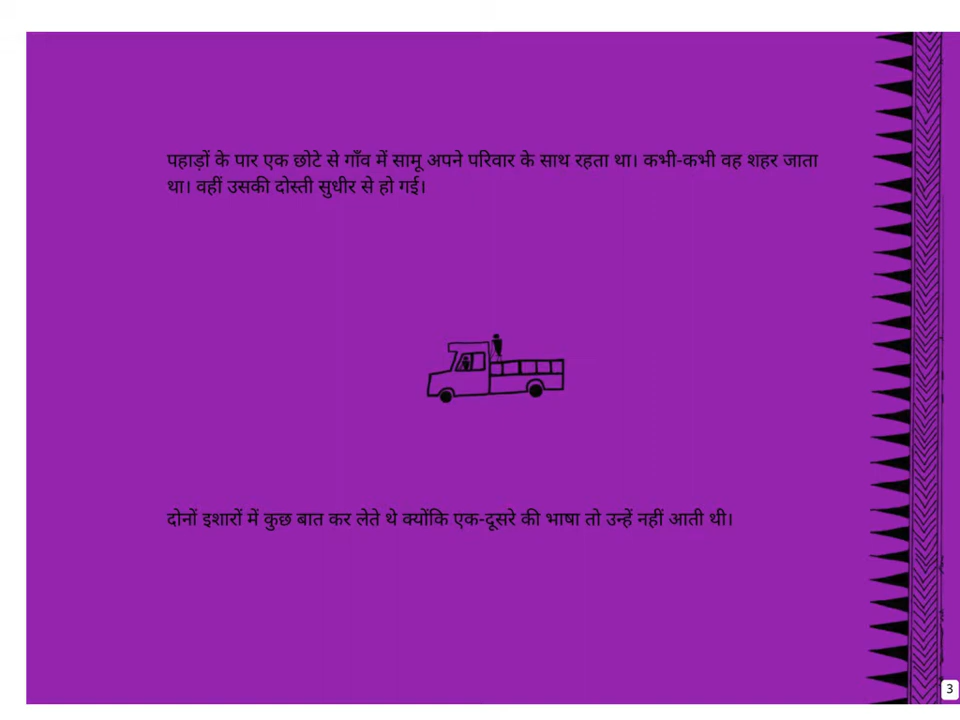 पहाड़ों के पार एक छोटे से गाँव में सामू अपने परिवार के साथ रहता था। कभी-कभी वह शहर जाता
था। वहीं उसकी दोस्ती सुधीर से हो गई।
दोनों इशारों में कुछ बात कर लेते थे क्योंकि एक-दूसरे की भाषा तो उन्हें नहीं आती थी।
3